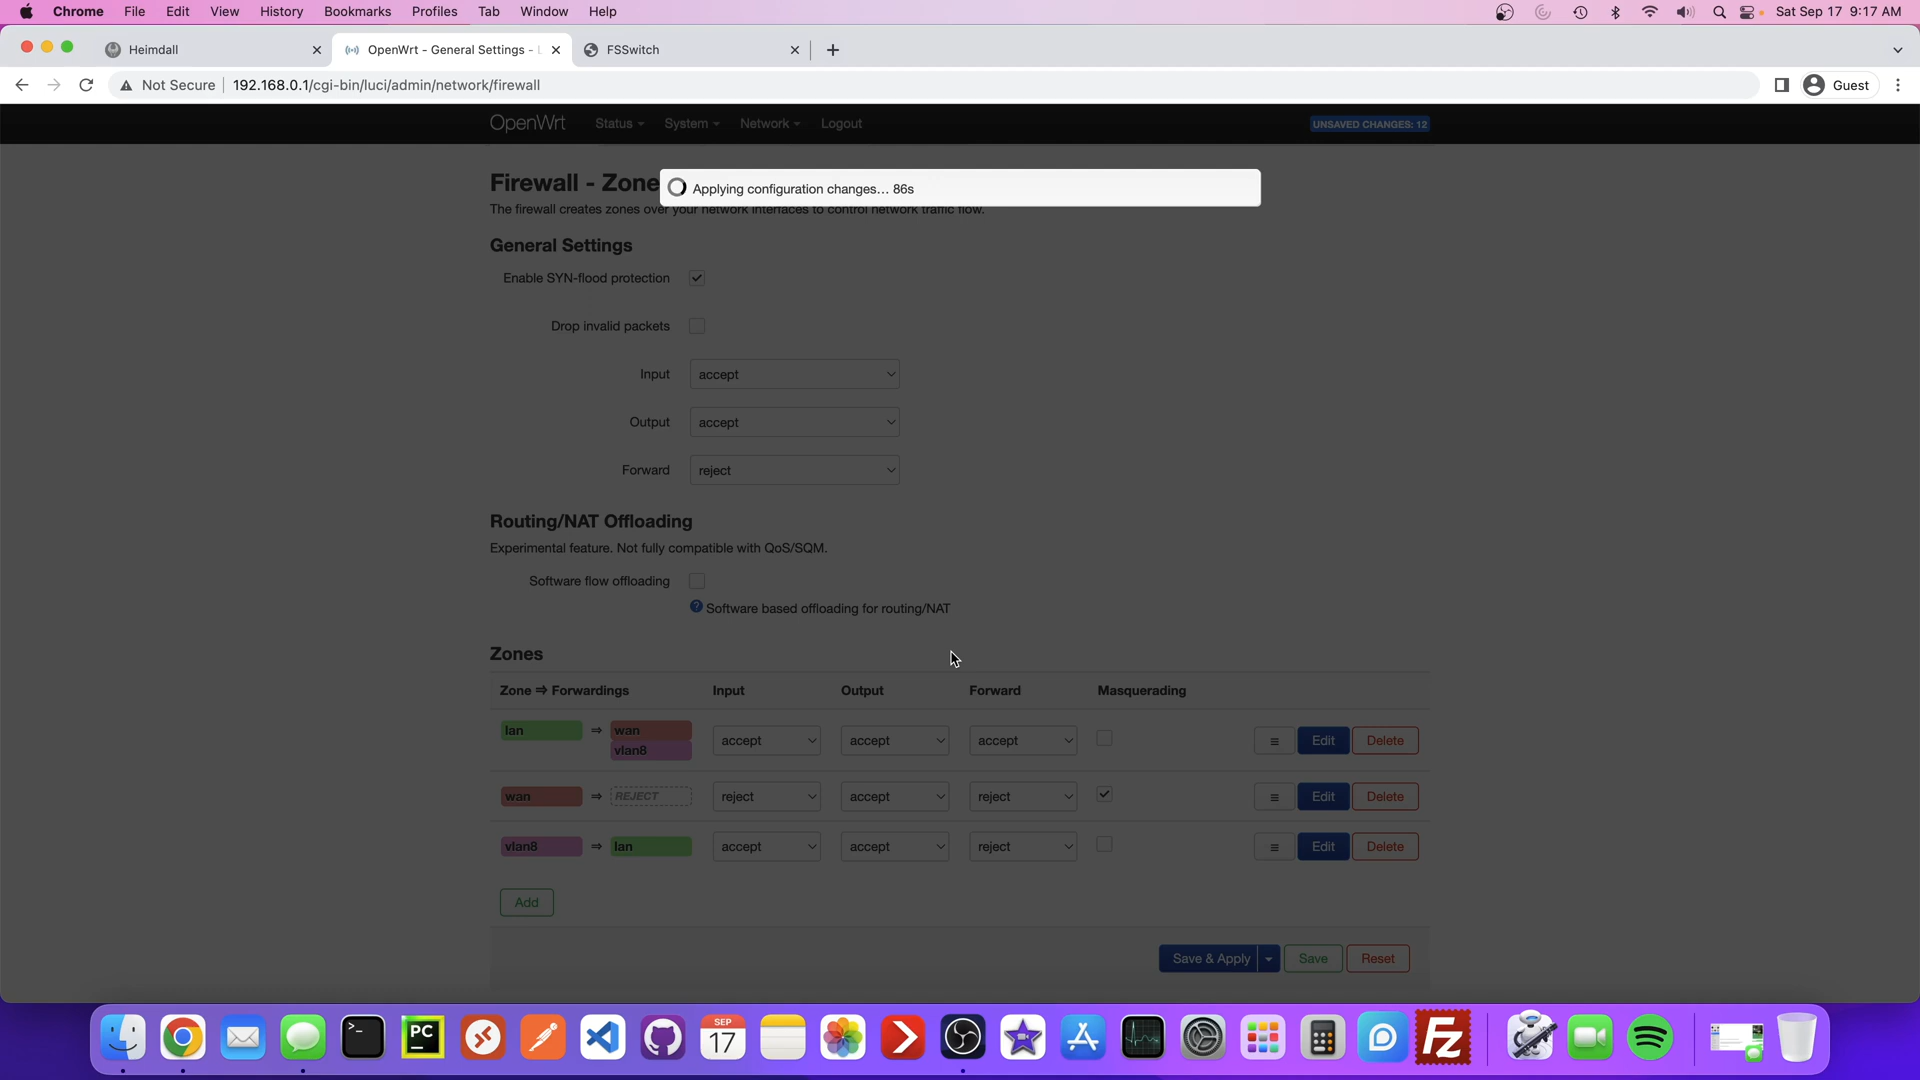 Chrome File Edit View History Bookmarks Profiles Tab Window Help Sat Sep 17 9:17 AM
Heimdall OpenWrt - General Settings - FSSwitch
Not Secure 192.168.0.1/cgi-bin/luci/admin/network/firewall Guest
OpenWrt Status System Network Logout UNSAVED CHANGES: 12
Firewall - Zone
Applying configuration changes… 86s
The firewall creates zones over your network interfaces to control network traffic flow.
General Settings
Enable SYN-flood protection
Drop invalid packets
Input accept
Output accept
Forward reject
Routing/NAT Offloading
Experimental feature. Not fully compatible with QoS/SQM.
Software flow offloading
Software based offloading for routing/NAT
Zones
Zone ⇒ Forwardings Input Output Forward Masquerading
lan ⇒ wan accept accept accept Edit Delete
vlan8
wan ⇒ REJECT reject accept reject Edit Delete
vlan8 ⇒ lan accept accept reject Edit Delete
Add
Save & Apply Save Reset
PC SEP 17 Fz